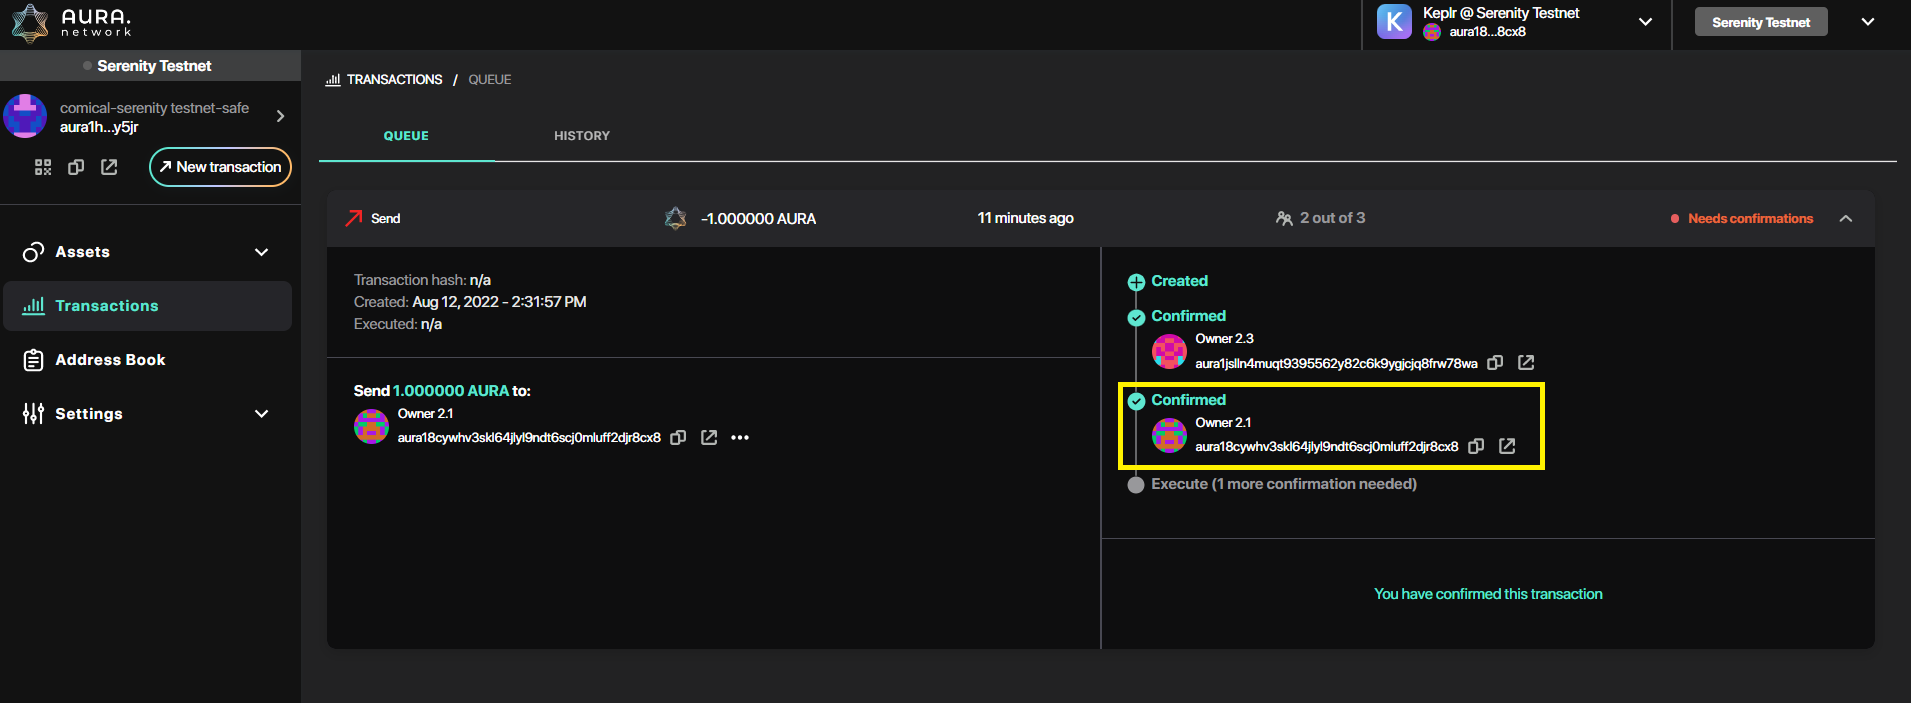 AURA.
network
Keplr @ Serenity Testnet
aura18...8cx8
Serenity Testnet
Serenity Testnet
comical-serenity testnet-safe
aura1h...y5jr
New transaction
Assets
Transactions
Address Book
Settings
TRANSACTIONS / QUEUE
QUEUE
HISTORY
Send
-1.000000 AURA
11 minutes ago
2 out of 3
Needs confirmations
Transaction hash: n/a
Created: Aug 12, 2022 - 2:31:57 PM
Executed: n/a
Send 1.000000 AURA to:
Owner 2.1
aura18cywhv3skl64jlyl9ndt6scj0mluff2djr8cx8
Created
Confirmed
Owner 2.3
aura1jslln4muqt9395562y82c6k9ygjcjq8frw78wa
Confirmed
Owner 2.1
aura18cywhv3skl64jlyl9ndt6scj0mluff2djr8cx8
Execute (1 more confirmation needed)
You have confirmed this transaction